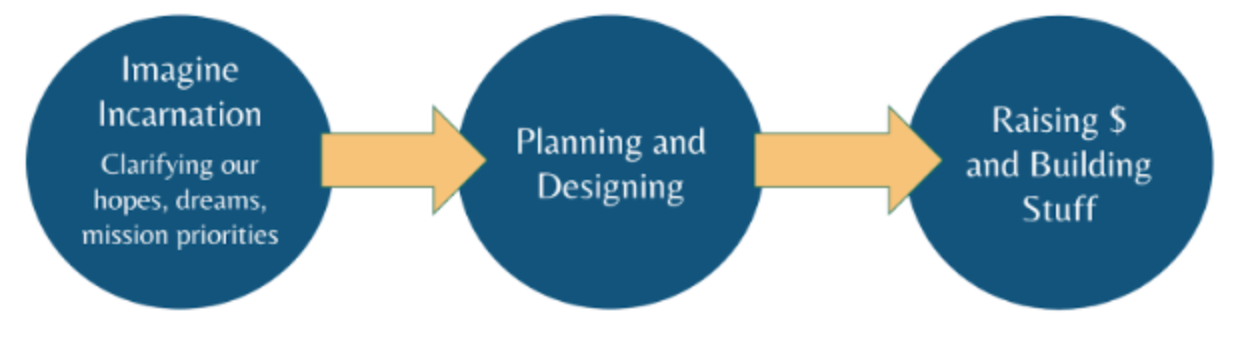 Imagine
Incarnation
Clarifying our
hopes, dreams,
mission priorities
Planning and
Designing
Raising $
and Building
Stuff